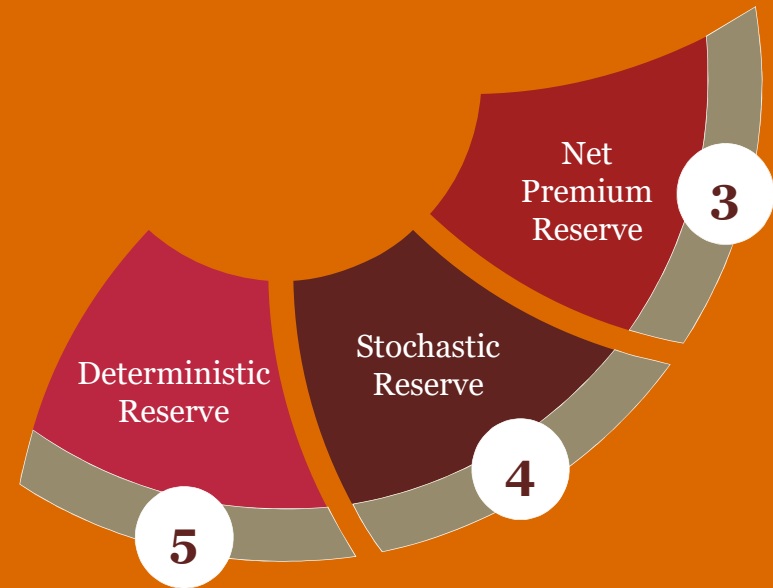 Net
Premium
Reserve
3
Stochastic
Reserve
4
Deterministic
Reserve
5